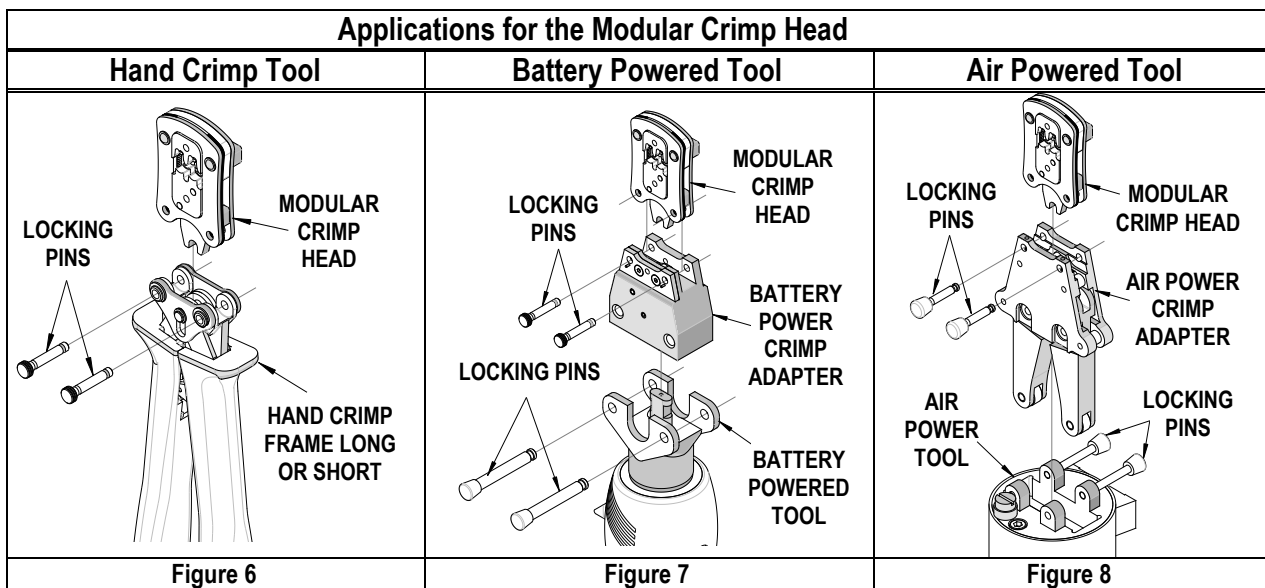 Applications for the Modular Crimp Head
Hand Crimp Tool
Battery Powered Tool
Air Powered Tool
MODULAR
CRIMP
HEAD
LOCKING
PINS
HAND CRIMP
FRAME LONG
OR SHORT
MODULAR
CRIMP
HEAD
LOCKING
PINS
BATTERY
POWER
CRIMP
ADAPTER
LOCKING PINS
BATTERY
POWERED
TOOL
MODULAR
CRIMP HEAD
LOCKING
PINS
AIR POWER
CRIMP
ADAPTER
AIR
POWER
TOOL
LOCKING
PINS
Figure 6
Figure 7
Figure 8